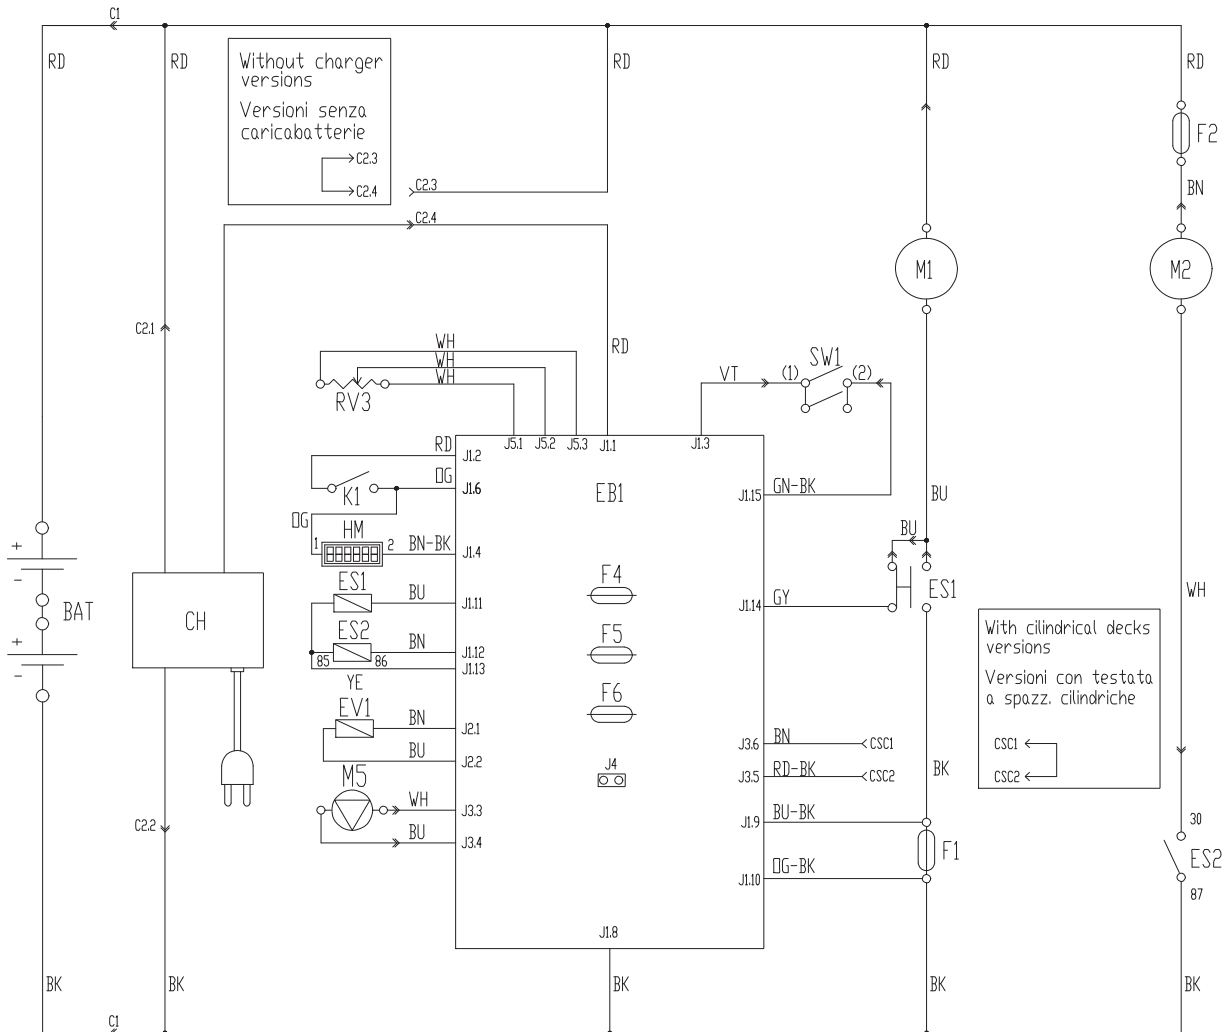 C1
RD
RD
RD
RD
RD
Without charger
versions
Versioni senza
caricabatterie
C2.3
C2.4
C2.3
C2.4
F2
BN
M1
M2
C2.1
WH
WH
WH
RD
RV3
VT
(1)
SW1
(2)
J5.1
J5.2
J5.3
J1.1
J1.3
RD
J1.2
OG
J1.6
K1
EB1
J1.15
GN-BK
BU
OG
HM
1
2
BN-BK
J1.4
BU
ES1
BU
J1.11
F4
J1.14
GY
ES1
WH
BAT
+
-
+
-
CH
ES2
BN
J1.12
85
86
J1.13
YE
F5
With cilindrical decks
versions
Versioni con testata
a spazz. cilindriche
CSC1
CSC2
EV1
BN
J2.1
BU
J2.2
F6
J3.6
BN
CSC1
J4
J3.5
RD-BK
CSC2
BK
M5
WH
J3.3
BU
J3.4
J1.9
BU-BK
F1
J1.10
OG-BK
C2.2
30
ES2
87
J1.8
BK
BK
BK
BK
BK
C1